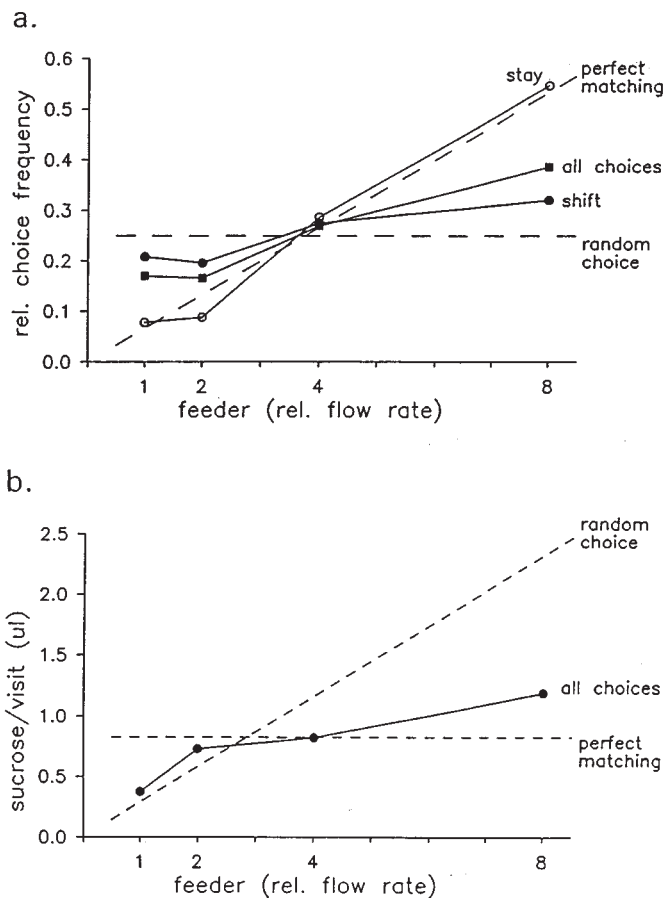 a.
rel. choice frequency
0.6
0.5
0.4
0.3
0.2
0.1
0.0
stay
perfect
matching
all choices
shift
random
choice
1 2 4 8
feeder (rel. flow rate)
b.
sucrose/visit (ul)
2.5
2.0
1.5
1.0
0.5
0.0
random
choice
all choices
perfect
matching
1 2 4 8
feeder (rel. flow rate)